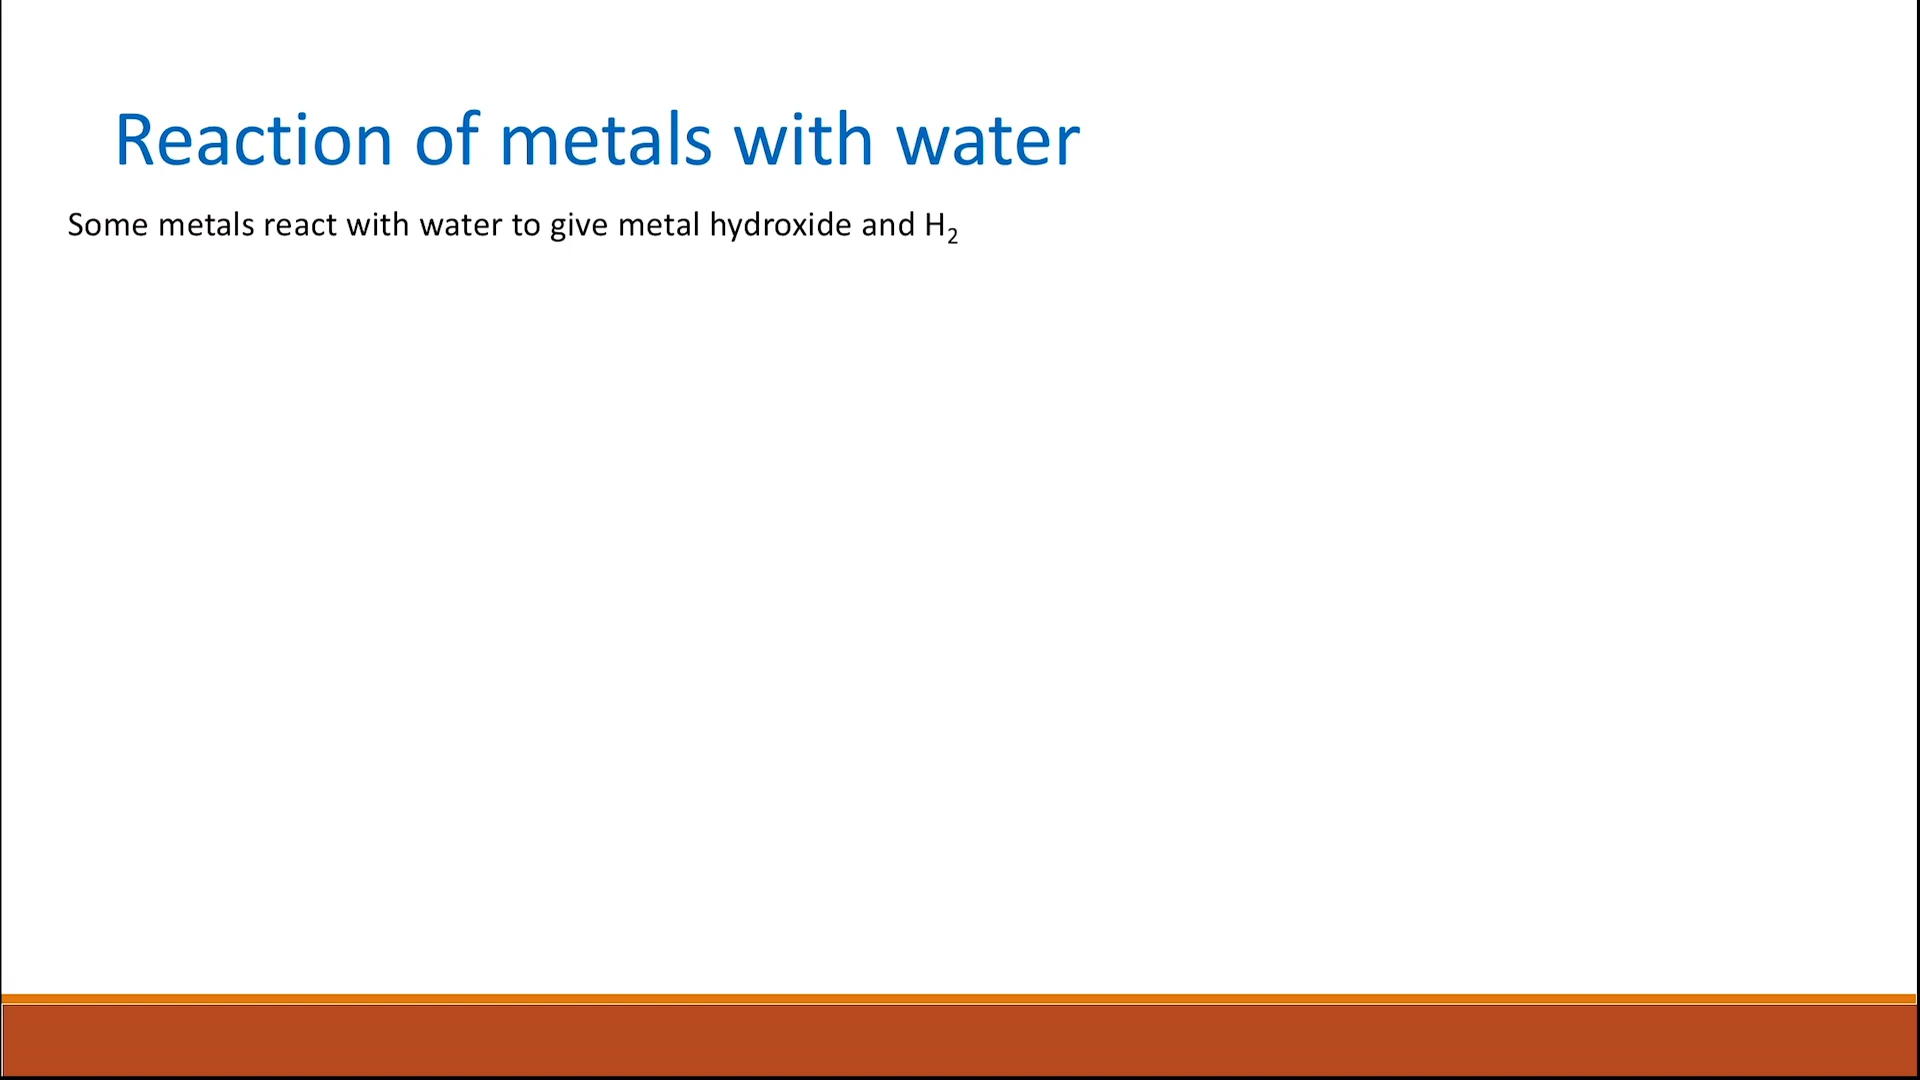 Reaction of metals with water
Some metals react with water to give metal hydroxide and H₂